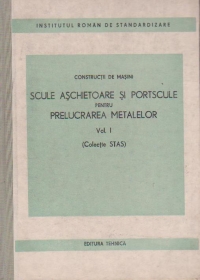 INSTITUTUL ROMÂN DE STANDARDIZARE
CONSTRUCȚII DE MAȘINI
SCULE AȘCHIETOARE ȘI PORTSCULE
PENTRU
PRELUCRAREA METALELOR
Vol. I
(Colecție STAS)
EDITURA TEHNICĂ